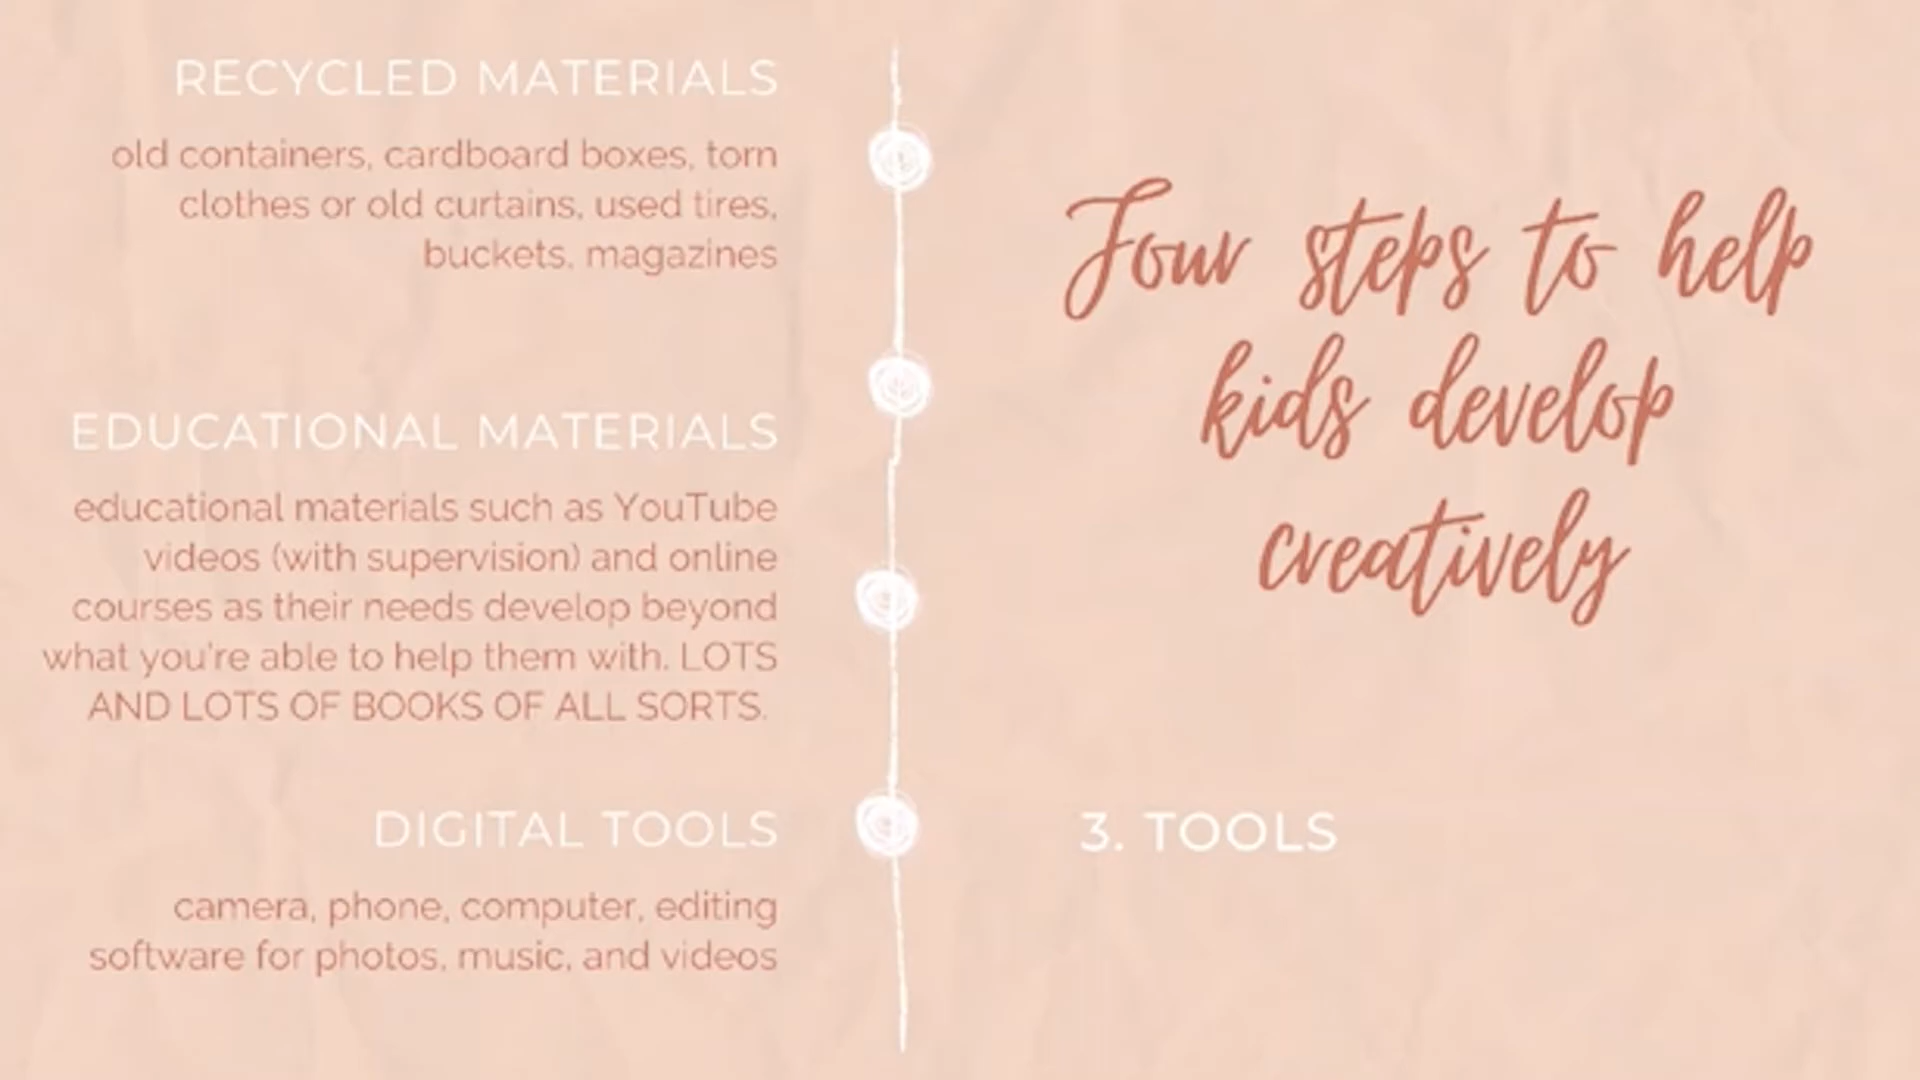 RECYCLED MATERIALS
old containers, cardboard boxes, torn
clothes or old curtains, used tires,
buckets, magazines
EDUCATIONAL MATERIALS
educational materials such as YouTube
videos (with supervision) and online
courses as their needs develop beyond
what you're able to help them with. LOTS
AND LOTS OF BOOKS OF ALL SORTS.
DIGITAL TOOLS
camera, phone, computer, editing
software for photos, music, and videos
Four steps to help
kids develop
creatively
3. TOOLS